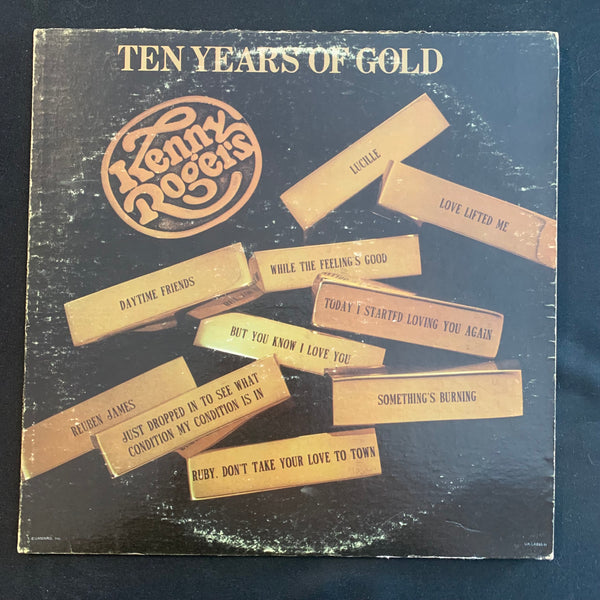 TEN YEARS OF GOLD
Kenny
Rogers
LUCILLE
LOVE LIFTED ME
WHILE THE FEELING'S GOOD
DAYTIME FRIENDS
TODAY I STARTED LOVING YOU AGAIN
BUT YOU KNOW I LOVE YOU
SOMETHING'S BURNING
REUBEN JAMES
JUST DROPPED IN TO SEE WHAT
CONDITION MY CONDITION IS IN
RUBY, DON'T TAKE YOUR LOVE TO TOWN